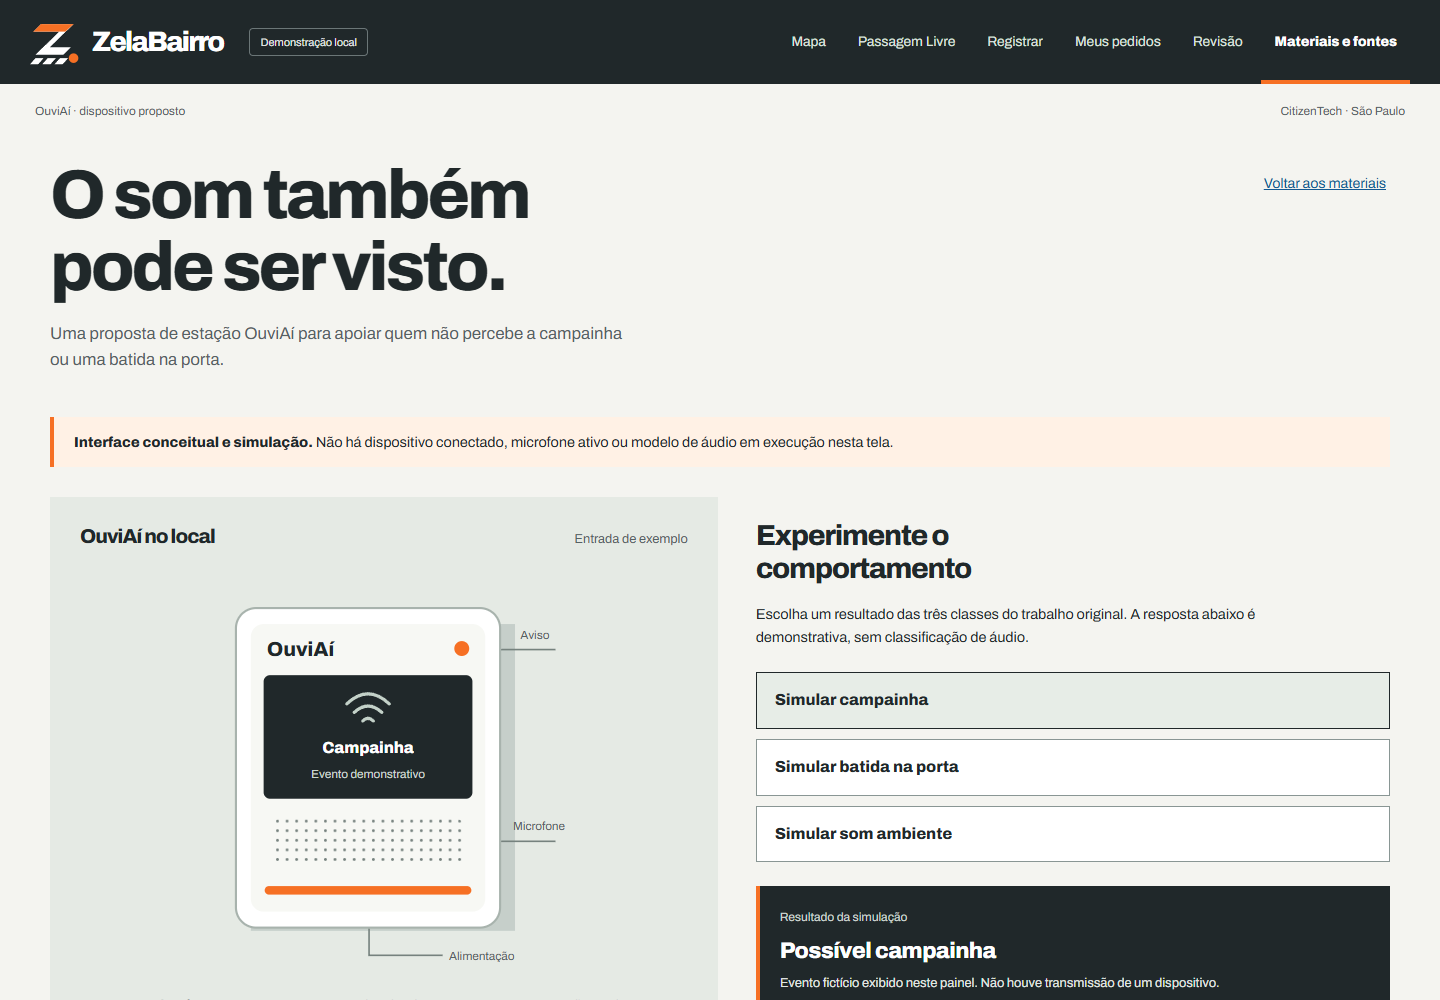 ZelaBairro
Demonstração local
Mapa
Passagem Livre
Registrar
Meus pedidos
Revisão
Materiais e fontes
OuviAí · dispositivo proposto
CitizenTech · São Paulo
O som também
pode ser visto.
Voltar aos materiais
Uma proposta de estação OuviAí para apoiar quem não percebe a campainha
ou uma batida na porta.
Interface conceitual e simulação. Não há dispositivo conectado, microfone ativo ou modelo de áudio em execução nesta tela.
OuviAí no local
Entrada de exemplo
OuviAí
Aviso
Campainha
Evento demonstrativo
Microfone
Alimentação
Experimente o
comportamento
Escolha um resultado das três classes do trabalho original. A resposta abaixo é
demonstrativa, sem classificação de áudio.
Simular campainha
Simular batida na porta
Simular som ambiente
Resultado da simulação
Possível campainha
Evento fictício exibido neste painel. Não houve transmissão de um dispositivo.